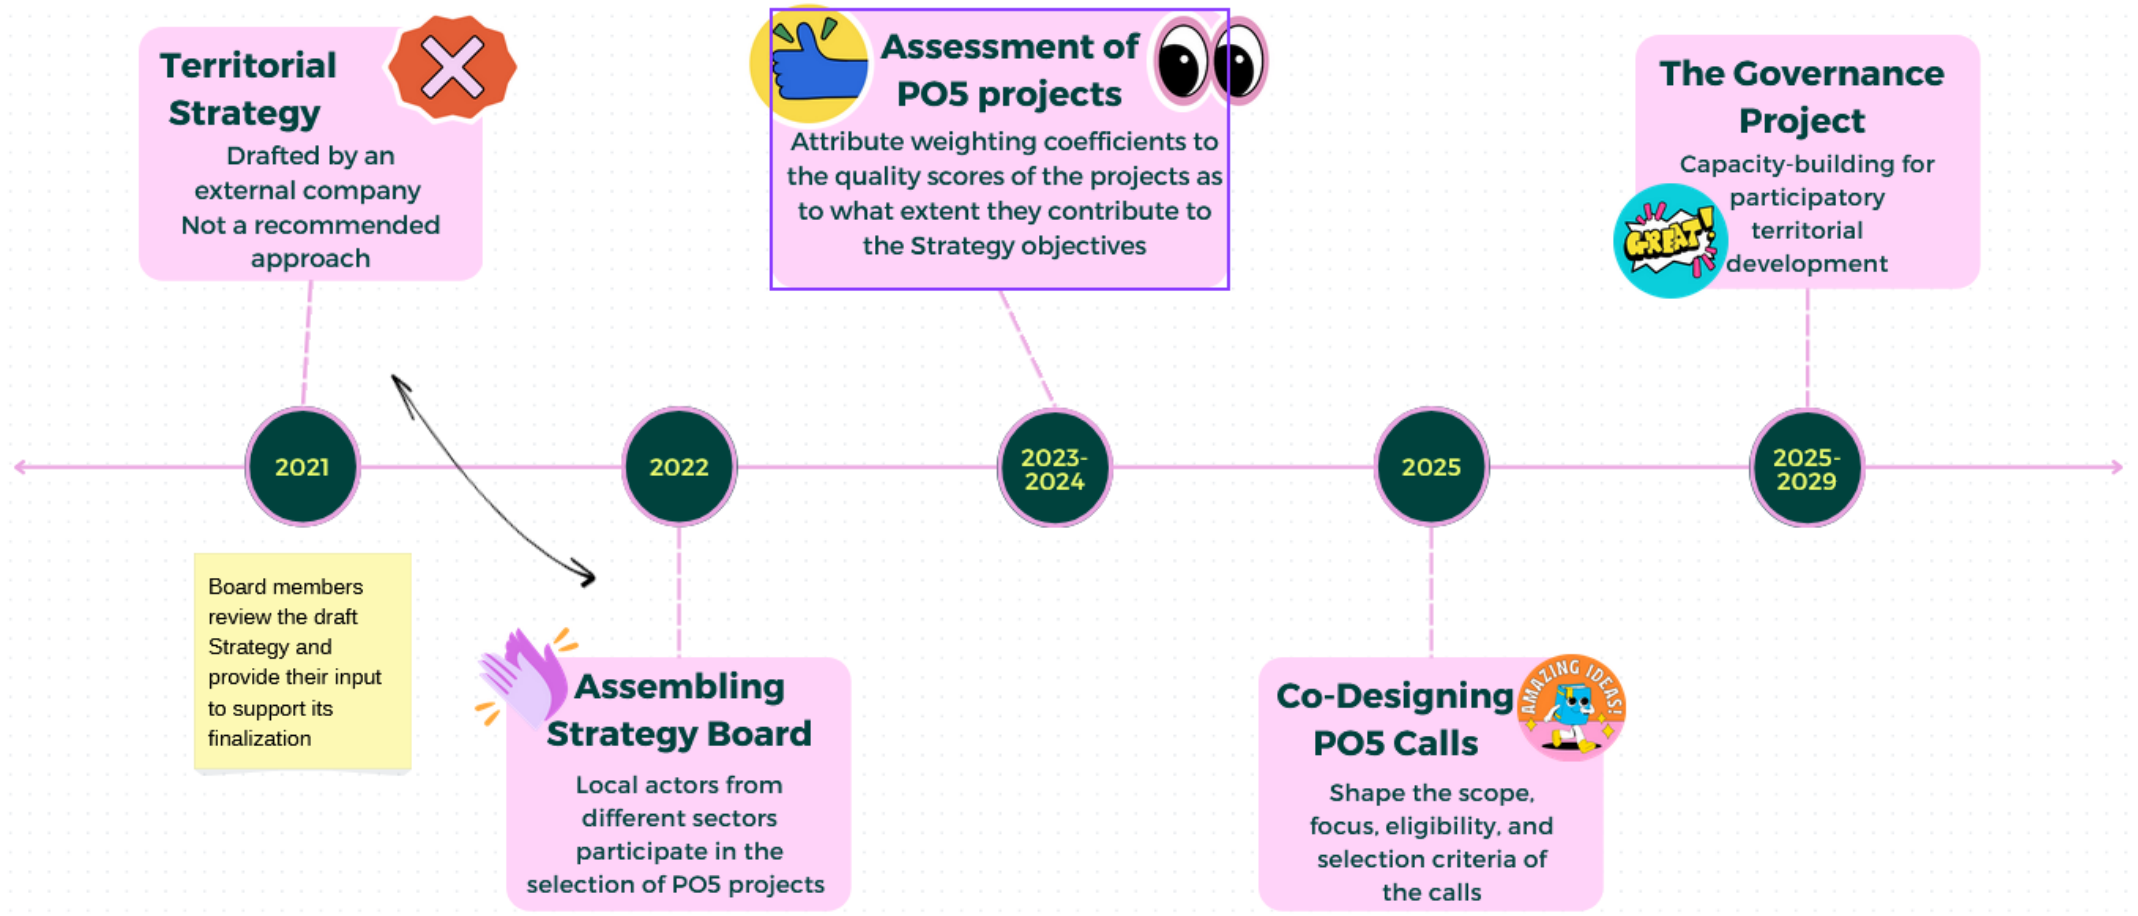 Territorial
Strategy
Drafted by an
external company
Not a recommended
approach
Assessment of
PO5 projects
Attribute weighting coefficients to
the quality scores of the projects as
to what extent they contribute to
the Strategy objectives
The Governance
Project
Capacity-building for
participatory
territorial
development
GREAT!
2021
2022
2023-
2024
2025
2025-
2029
Board members
review the draft
Strategy and
provide their input
to support its
finalization
Assembling
Strategy Board
Local actors from
different sectors
participate in the
selection of PO5 projects
Co-Designing
PO5 Calls
AMAZING IDEAS!
Shape the scope,
focus, eligibility, and
selection criteria of
the calls